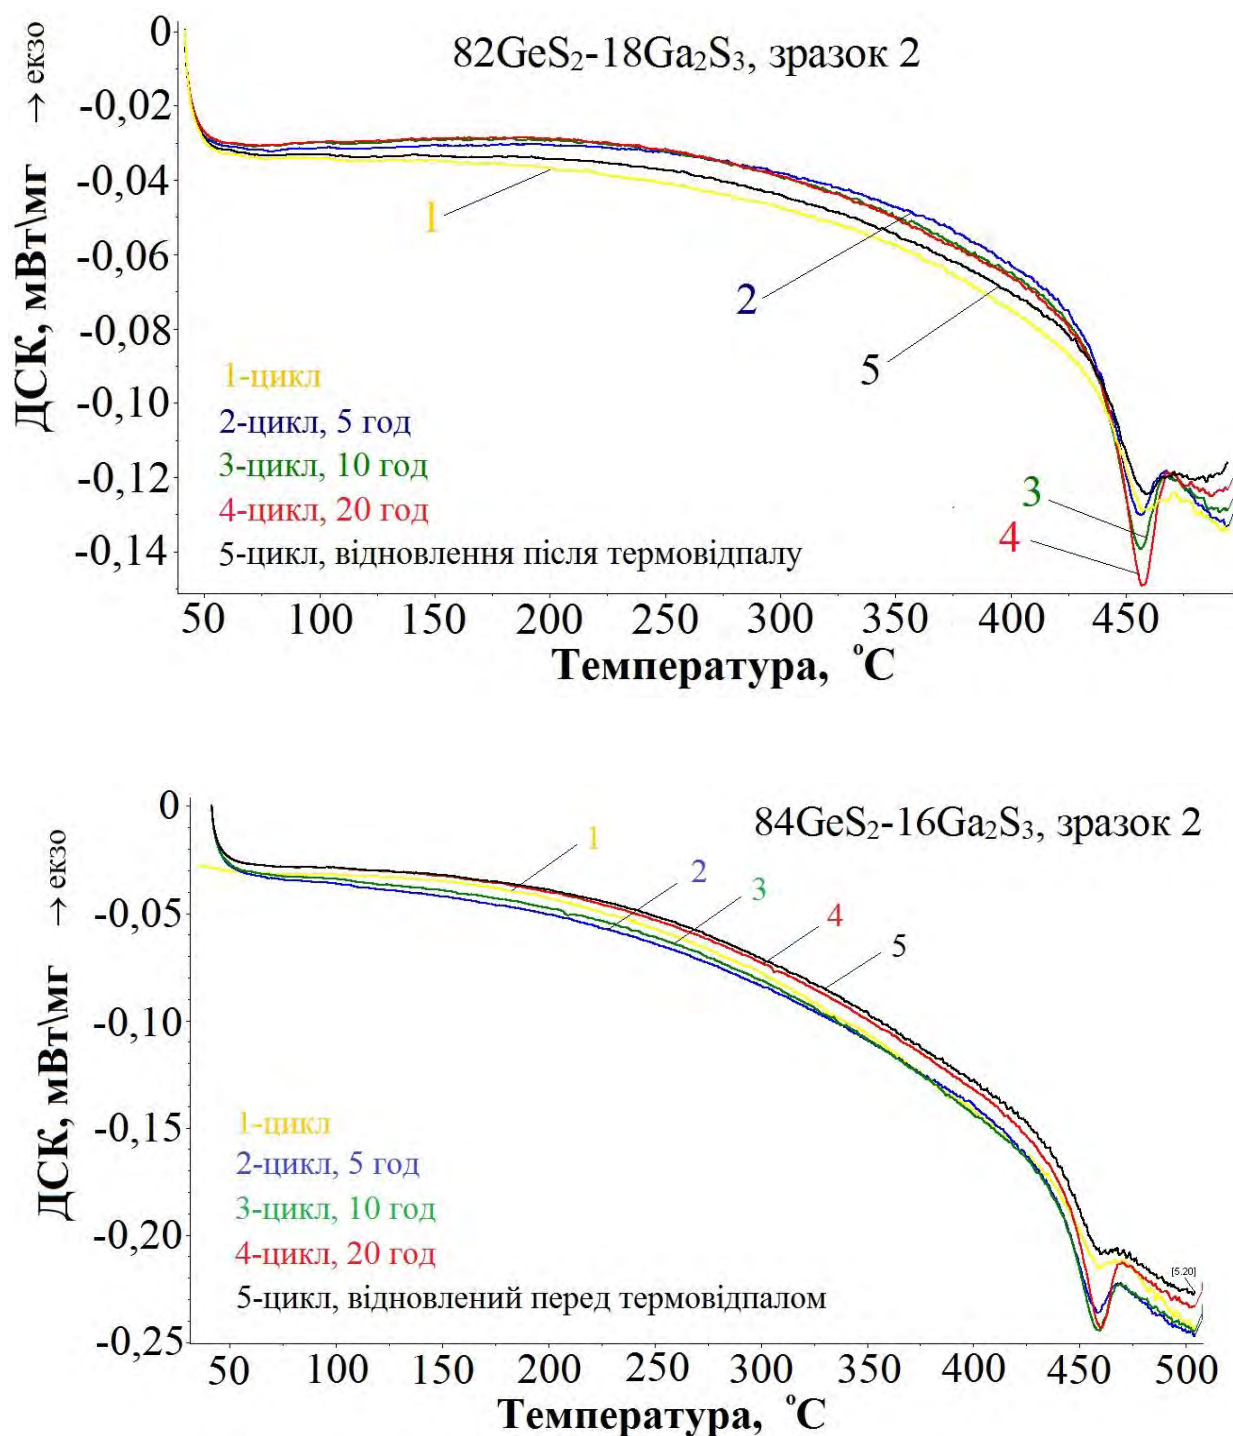 82GeS₂-18Ga₂S₃, зразок 2
ДСК, мВт\мг → екзо
0
-0,02
-0,04
-0,06
-0,08
-0,10
-0,12
-0,14
1
2
5
3
4
1-цикл
2-цикл, 5 год
3-цикл, 10 год
4-цикл, 20 год
5-цикл, відновлення після термовідпалу
50 100 150 200 250 300 350 400 450
Температура, °C
84GeS₂-16Ga₂S₃, зразок 2
ДСК, мВт\мг → екзо
0
-0,05
-0,10
-0,15
-0,20
-0,25
1
2
3
4
5
1-цикл
2-цикл, 5 год
3-цикл, 10 год
4-цикл, 20 год
5-цикл, відновлений перед термовідпалом
[5.20]
50 100 150 200 250 300 350 400 450 500
Температура, °C